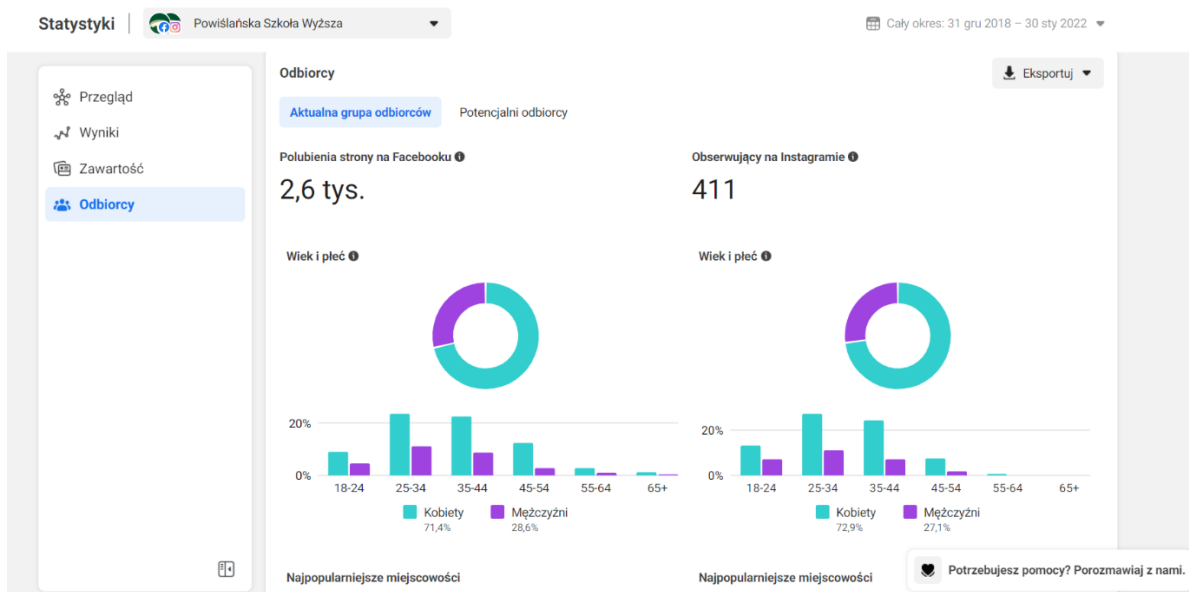 Statystyki
Powiślańska Szkoła Wyższa
Cały okres: 31 gru 2018 – 30 sty 2022
Przegląd
Wyniki
Zawartość
Odbiorcy
Odbiorcy
Eksportuj
Aktualna grupa odbiorców
Potencjalni odbiorcy
Polubienia strony na Facebooku
2,6 tys.
Wiek i płeć
20%
0%
18-24 25-34 35-44 45-54 55-64 65+
Kobiety Mężczyźni
71,4% 28,6%
Najpopularniejsze miejscowości
Obserwujący na Instagramie
411
Wiek i płeć
20%
0%
18-24 25-34 35-44 45-54 55-64 65+
Kobiety Mężczyźni
72,9% 27,1%
Najpopularniejsze miejscowości
Potrzebujesz pomocy? Porozmawiaj z nami.